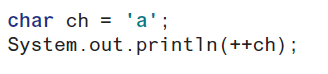 char ch = 'a';
System.out.println(++ch);